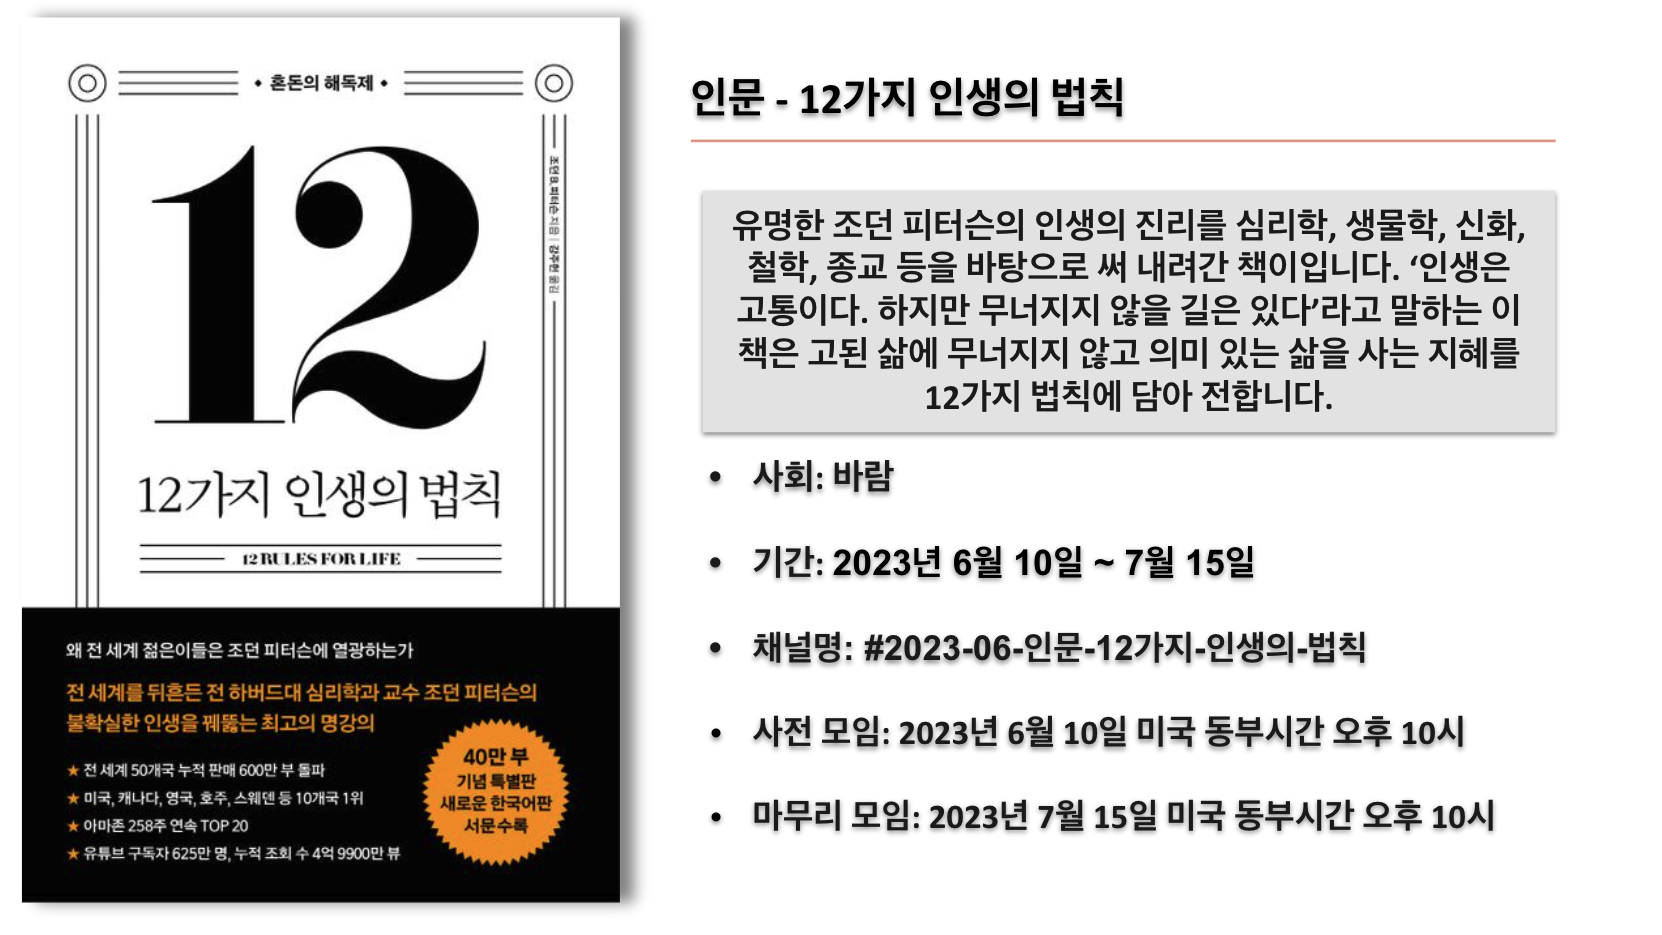 • 혼돈의 해독제 •
12
조던 B. 피터슨 지음 | 강주헌 옮김
12가지 인생의 법칙
12 RULES FOR LIFE
왜 전 세계 젊은이들은 조던 피터슨에 열광하는가
전 세계를 뒤흔든 전 하버드대 심리학과 교수 조던 피터슨의
불확실한 인생을 꿰뚫는 최고의 명강의
★ 전 세계 50개국 누적 판매 600만 부 돌파
★ 미국, 캐나다, 영국, 호주, 스웨덴 등 10개국 1위
★ 아마존 258주 연속 TOP 20
★ 유튜브 구독자 625만 명, 누적 조회 수 4억 9900만 뷰
40만 부
기념 특별판
새로운 한국어판
서문 수록
인문 - 12가지 인생의 법칙
유명한 조던 피터슨의 인생의 진리를 심리학, 생물학, 신화,
철학, 종교 등을 바탕으로 써 내려간 책이입니다. ‘인생은
고통이다. 하지만 무너지지 않을 길은 있다’라고 말하는 이
책은 고된 삶에 무너지지 않고 의미 있는 삶을 사는 지혜를
12가지 법칙에 담아 전합니다.
• 사회: 바람
• 기간: 2023년 6월 10일 ~ 7월 15일
• 채널명: #2023-06-인문-12가지-인생의-법칙
• 사전 모임: 2023년 6월 10일 미국 동부시간 오후 10시
• 마무리 모임: 2023년 7월 15일 미국 동부시간 오후 10시